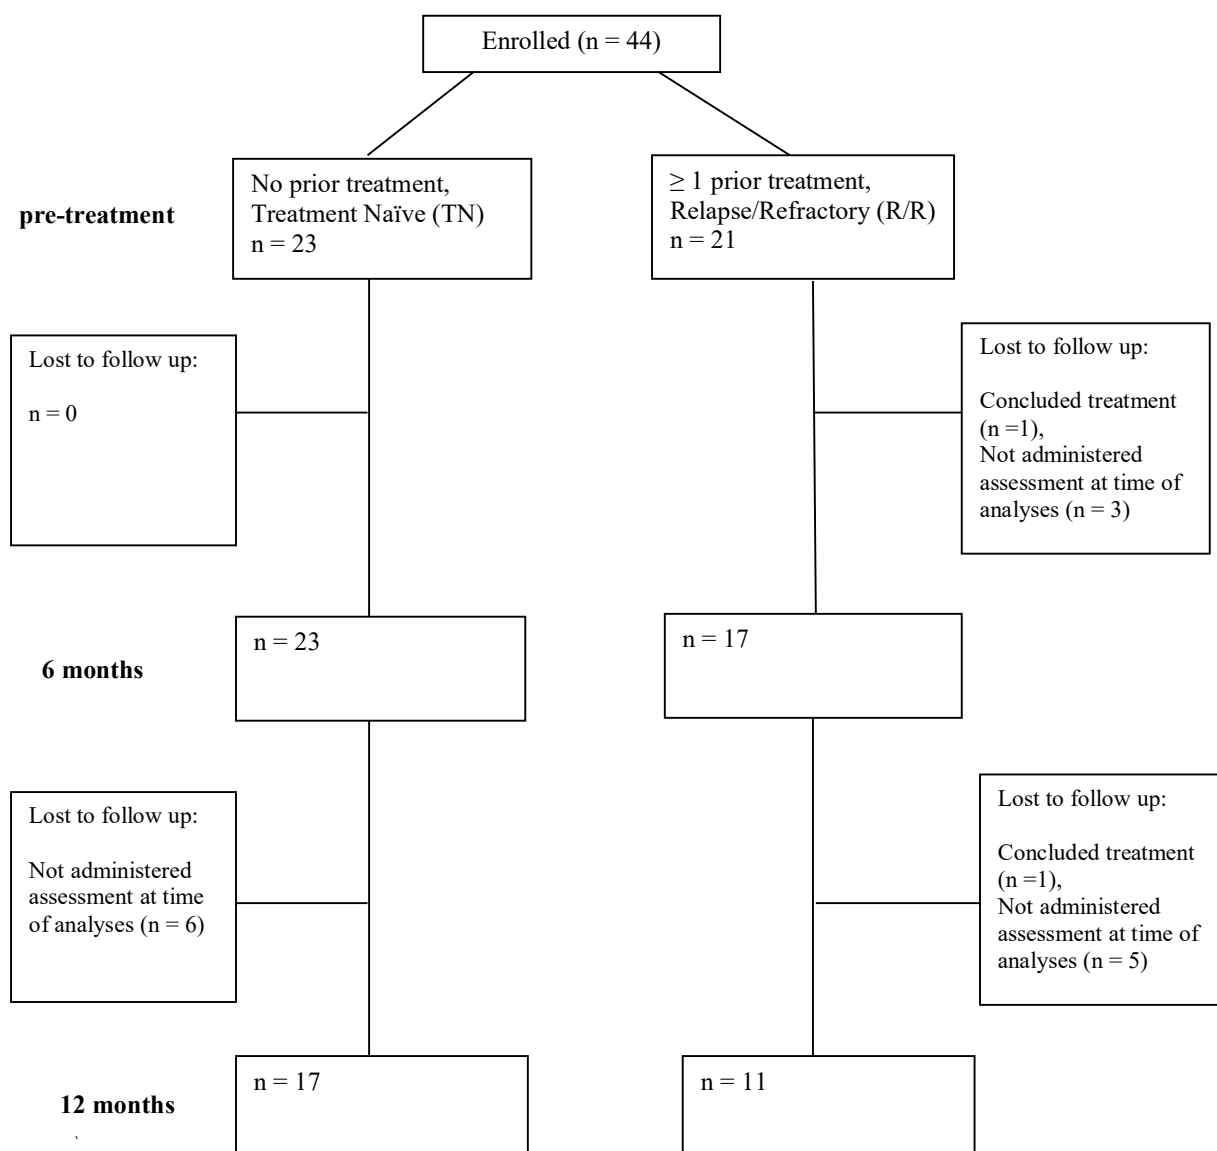 Enrolled (n = 44)
pre-treatment
No prior treatment,
Treatment Naïve (TN)
n = 23
≥ 1 prior treatment,
Relapse/Refractory (R/R)
n = 21
Lost to follow up:
n = 0
Lost to follow up:
Concluded treatment
(n =1),
Not administered
assessment at time of
analyses (n = 3)
6 months
n = 23
n = 17
Lost to follow up:
Not administered
assessment at time
of analyses (n = 6)
Lost to follow up:
Concluded treatment
(n =1),
Not administered
assessment at time of
analyses (n = 5)
12 months
n = 17
n = 11